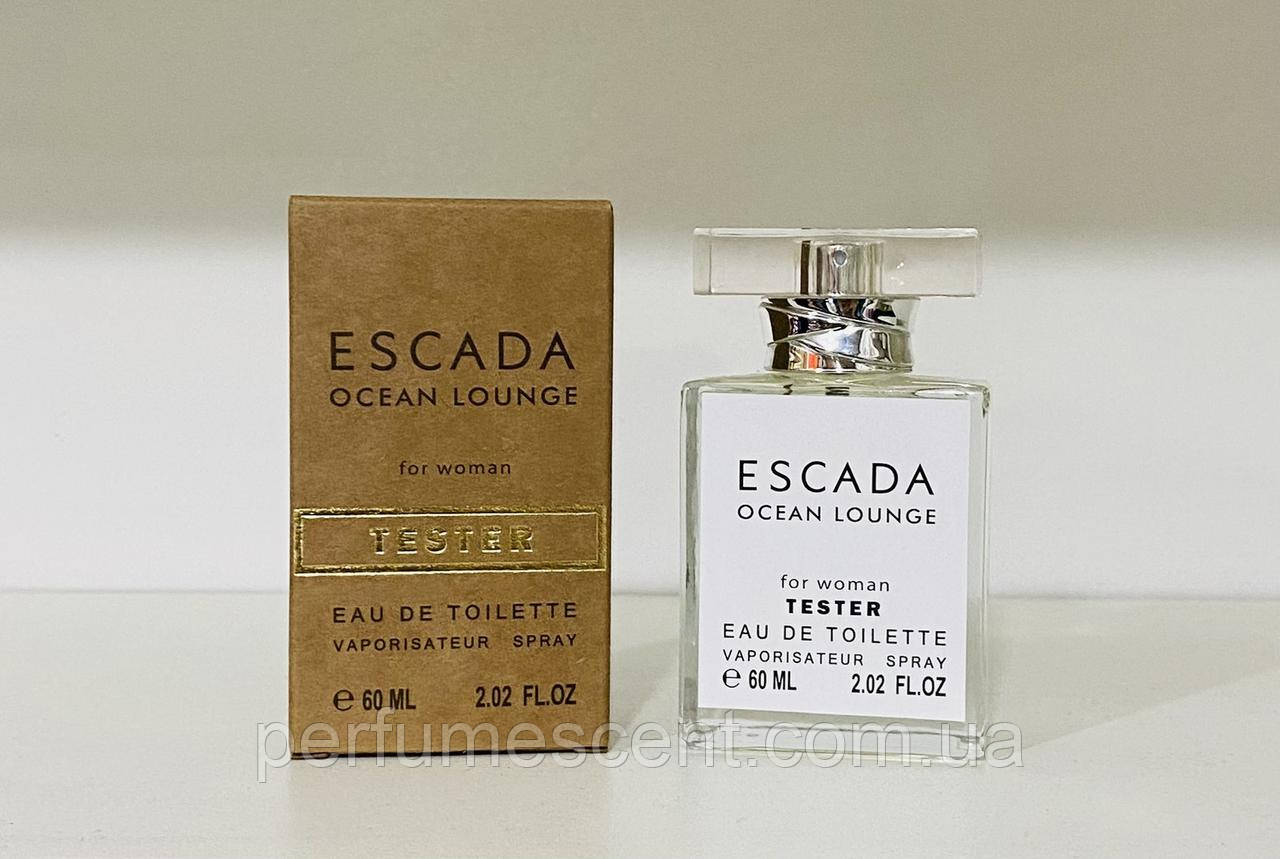 ESCADA
OCEAN LOUNGE
for woman
TESTER
EAU DE TOILETTE
VAPORISATEUR SPRAY
℮ 60 ML 2.02 FL.OZ
ESCADA
OCEAN LOUNGE
for woman
TESTER
EAU DE TOILETTE
VAPORISATEUR SPRAY
℮ 60 ML 2.02 FL.OZ
perfumescent.com.ua